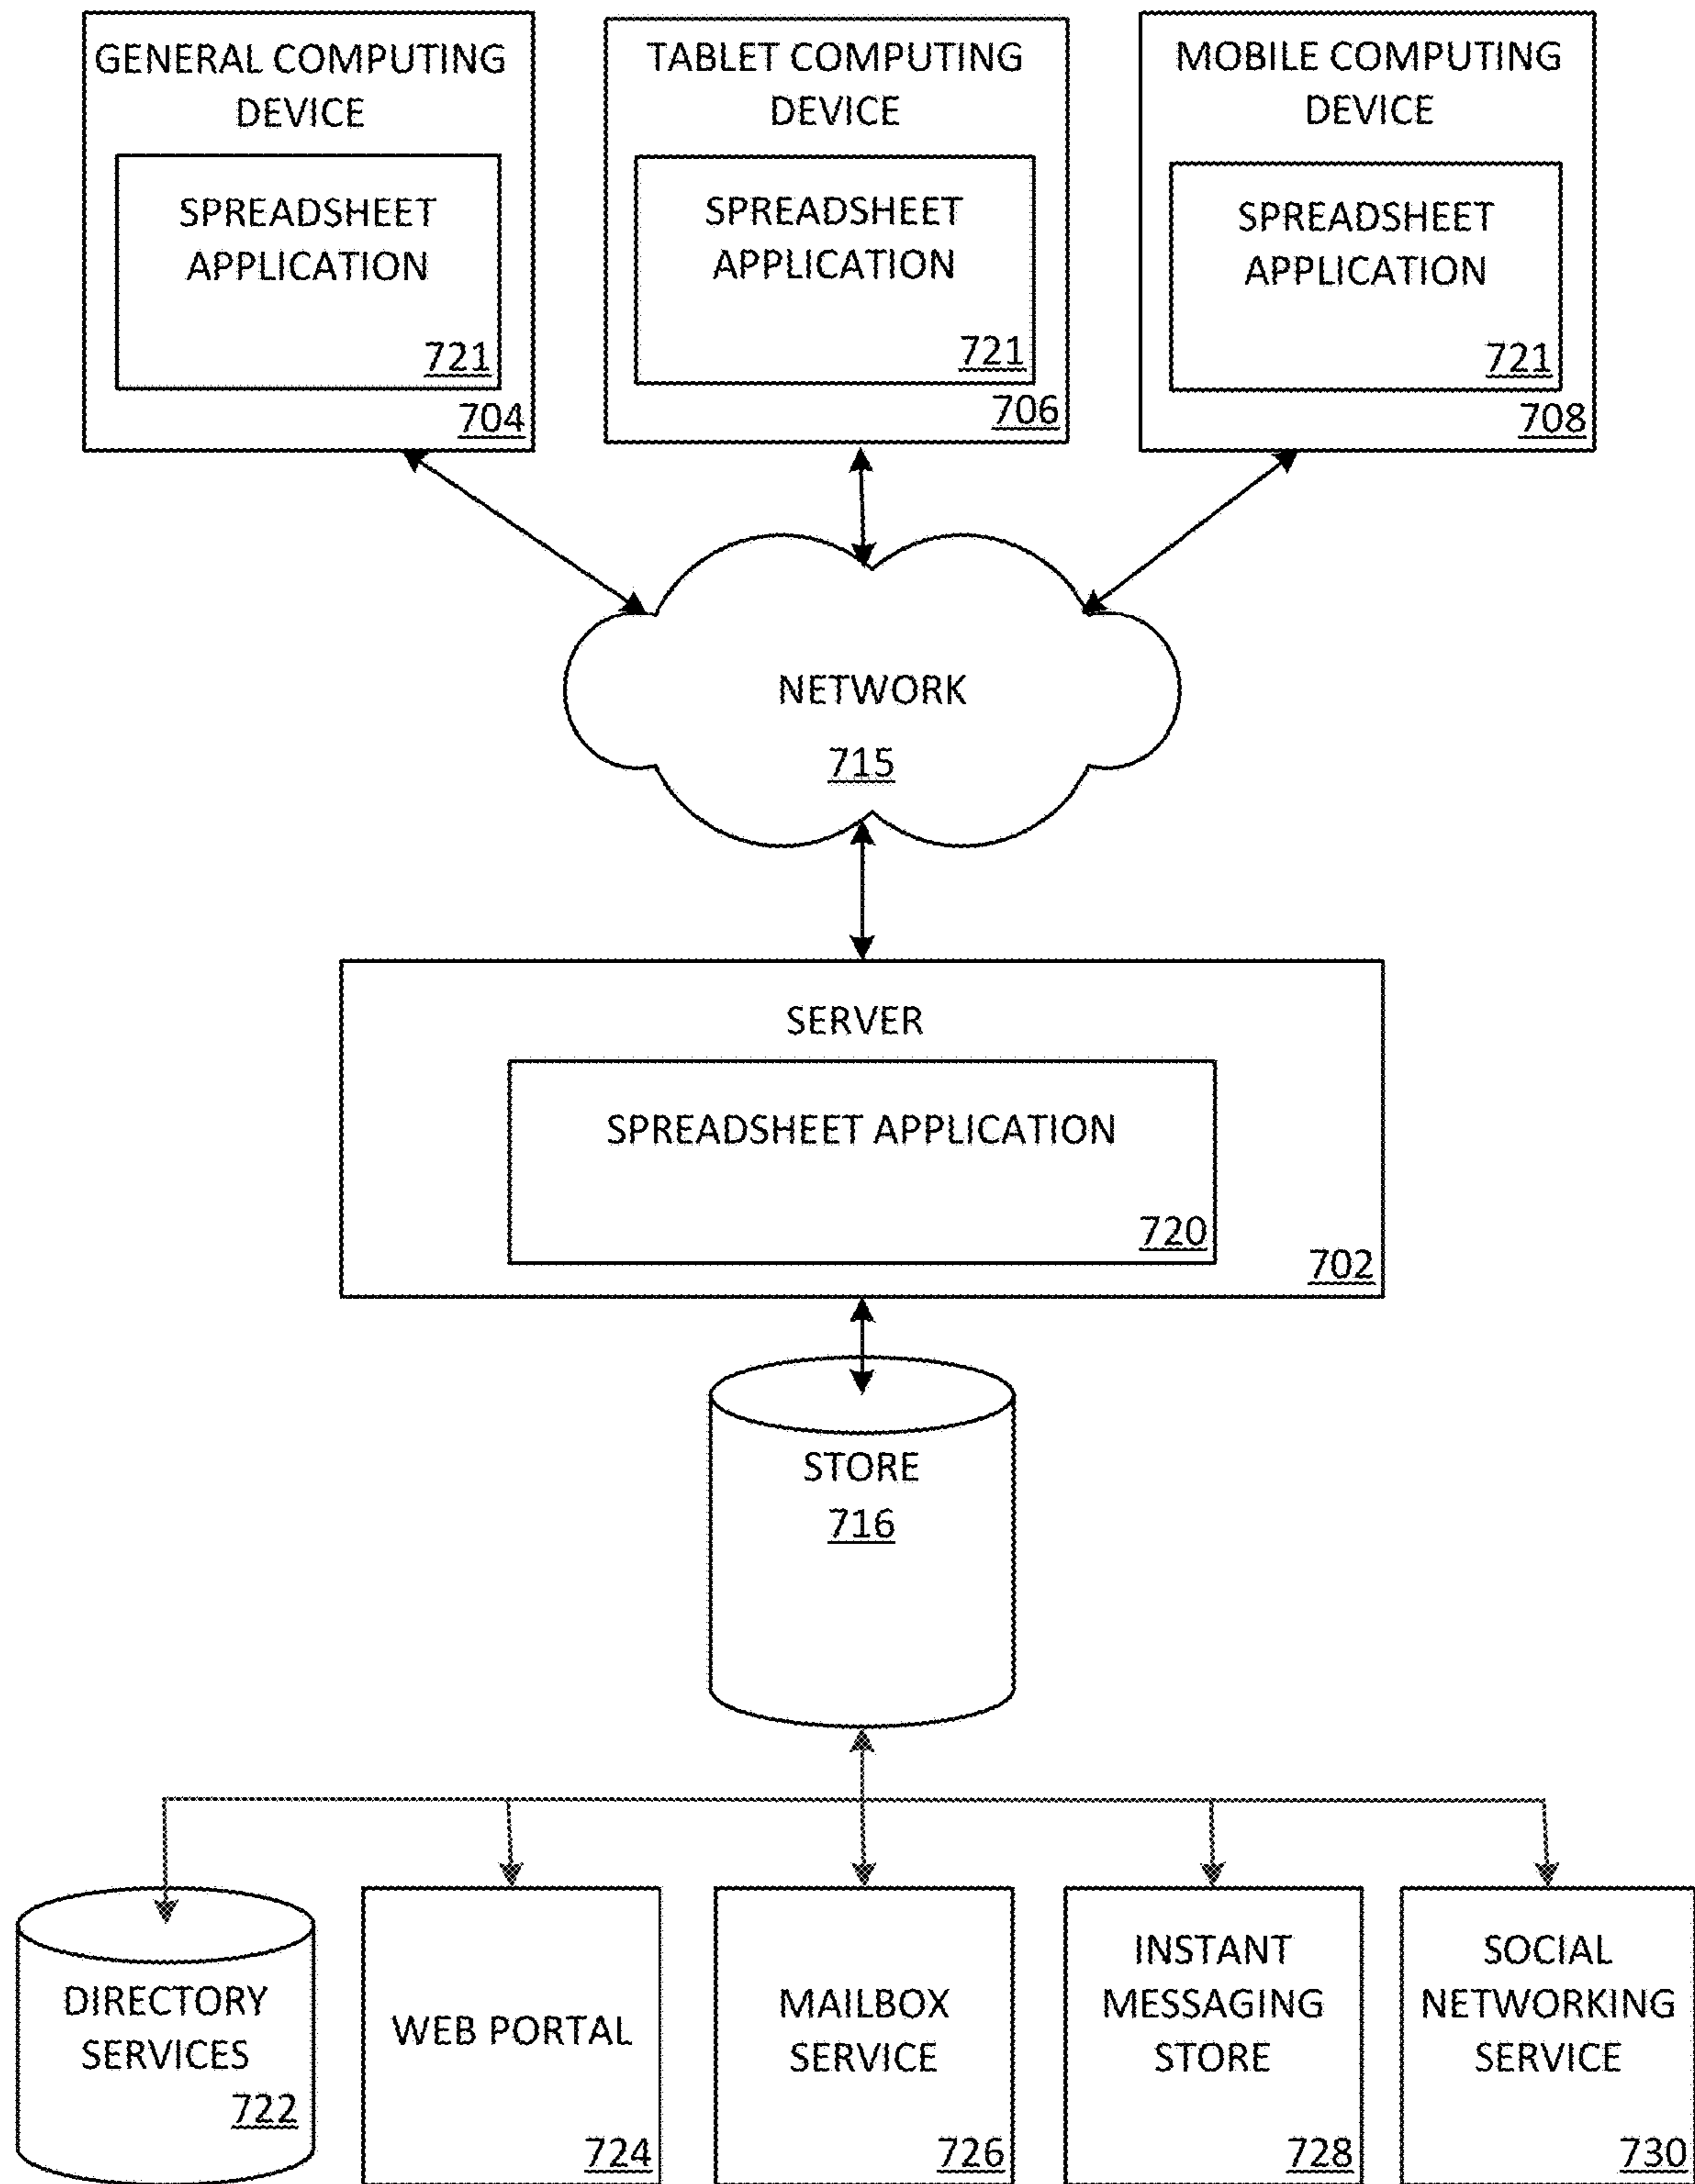 GENERAL COMPUTING
DEVICE
SPREADSHEET
APPLICATION
721
704
TABLET COMPUTING
DEVICE
SPREADSHEET
APPLICATION
721
706
MOBILE COMPUTING
DEVICE
SPREADSHEET
APPLICATION
721
708
NETWORK
715
SERVER
SPREADSHEET APPLICATION
720
702
STORE
716
DIRECTORY
SERVICES
722
WEB PORTAL
724
MAILBOX
SERVICE
726
INSTANT
MESSAGING
STORE
728
SOCIAL
NETWORKING
SERVICE
730